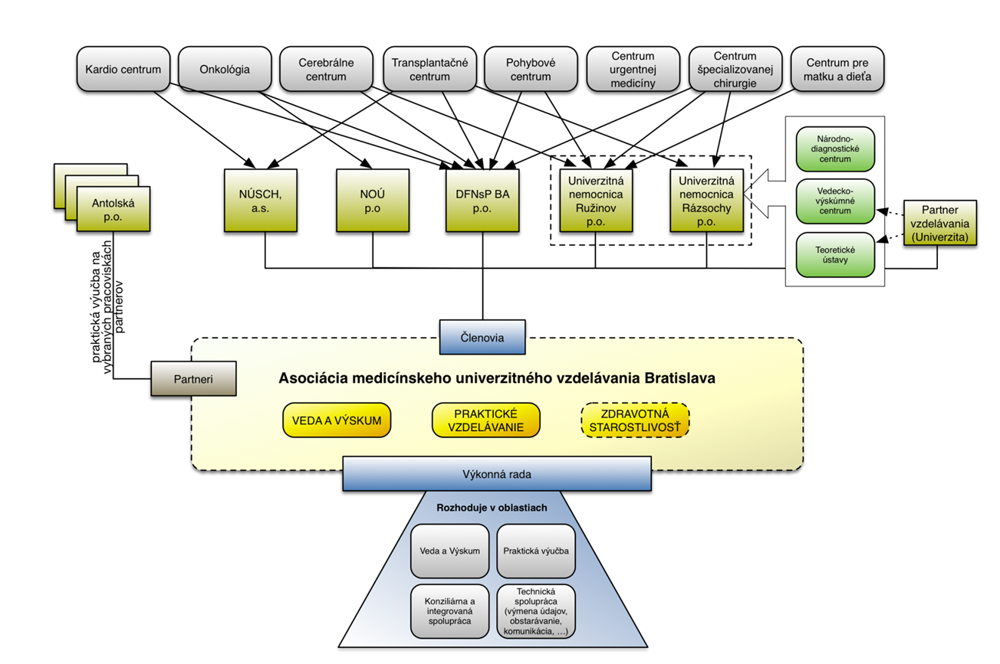 Kardio centrum
Onkológia
Cerebrálne
centrum
Transplantačné
centrum
Pohybové
centrum
Centrum
urgentnej
medicíny
Centrum
špecializovanej
chirurgie
Centrum pre
matku a dieťa
Národno-
diagnostické
centrum
Vedecko-
výskúmné
centrum
Teoretické
ústavy
Partner
vzdelávania
(Univerzita)
Antolská
p.o.
NÚSCH,
a.s.
NOÚ
p.o
DFNsP BA
p.o.
Univerzitná
nemocnica
Ružinov
p.o.
Univerzitná
nemocnica
Rázsochy
p.o.
praktická výučba na
vybraných pracoviskách
partnerov
Členovia
Partneri
Asociácia medicínskeho univerzitného vzdelávania Bratislava
VEDA A VÝSKUM
PRAKTICKÉ
VZDELÁVANIE
ZDRAVOTNÁ
STAROSTLIVOSŤ
Výkonná rada
Rozhoduje v oblastiach
Veda a Výskum
Praktická výučba
Konziliárna a
integrovaná
spolupráca
Technická
spolupráca
(výmena údajov,
obstarávanie,
komunikácia, ...)